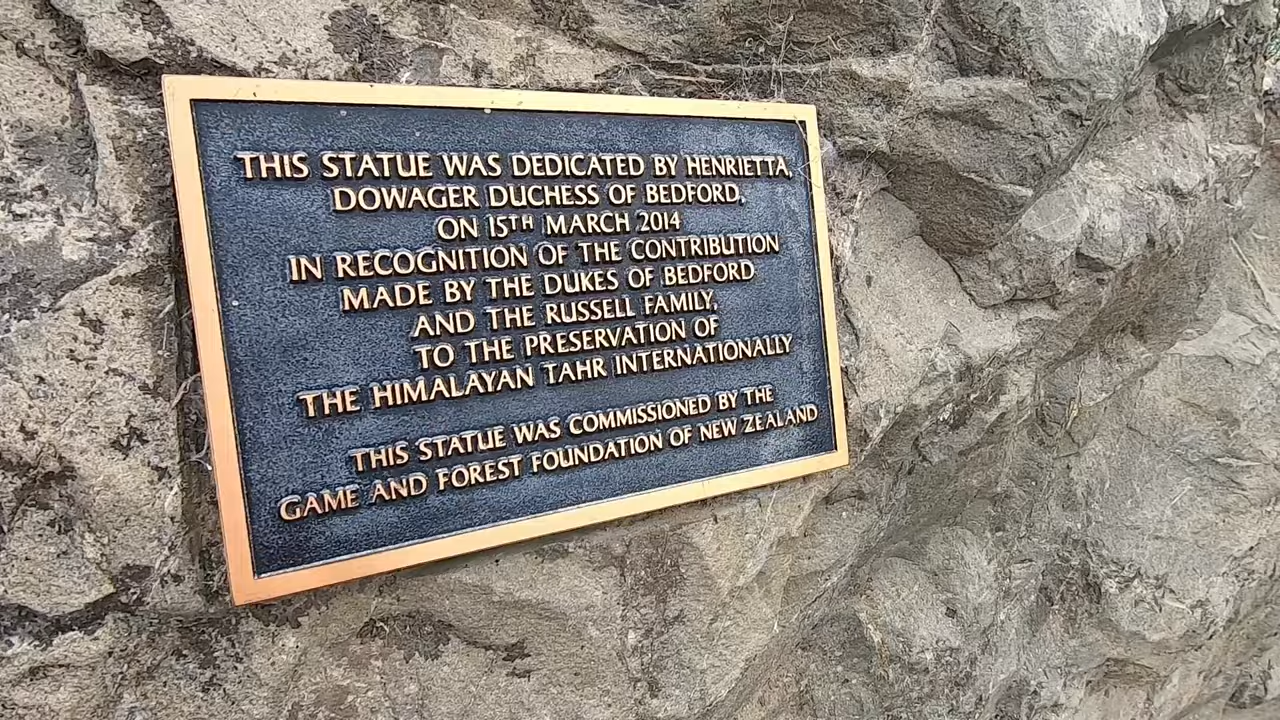 THIS STATUE WAS DEDICATED BY HENRIETTA,
DOWAGER DUCHESS OF BEDFORD,
ON 15TH MARCH 2014
IN RECOGNITION OF THE CONTRIBUTION
MADE BY THE DUKES OF BEDFORD
AND THE RUSSELL FAMILY,
TO THE PRESERVATION OF
THE HIMALAYAN TAHR INTERNATIONALLY
THIS STATUE WAS COMMISSIONED BY THE
GAME AND FOREST FOUNDATION OF NEW ZEALAND